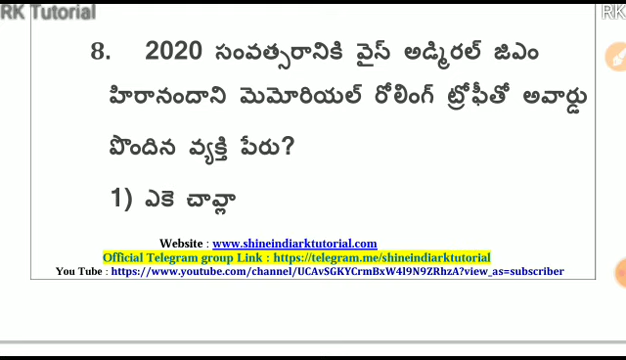 RK Tutorial
RK
8. 2020 సంవత్సరానికి వైస్ అడ్మిరల్ జిఎం
హిరానందాని మెమోరియల్ రోలింగ్ ట్రోఫీతో అవార్డు
పొందిన వ్యక్తి పేరు?
1) ఎకె చావ్లా
Website : www.shineindiarktutorial.com
Official Telegram group Link : https://telegram.me/shineindiarktutorial
You Tube : https://www.youtube.com/channel/UCAvSGKYCrmBxW4l9N9ZRhzA?view_as=subscriber